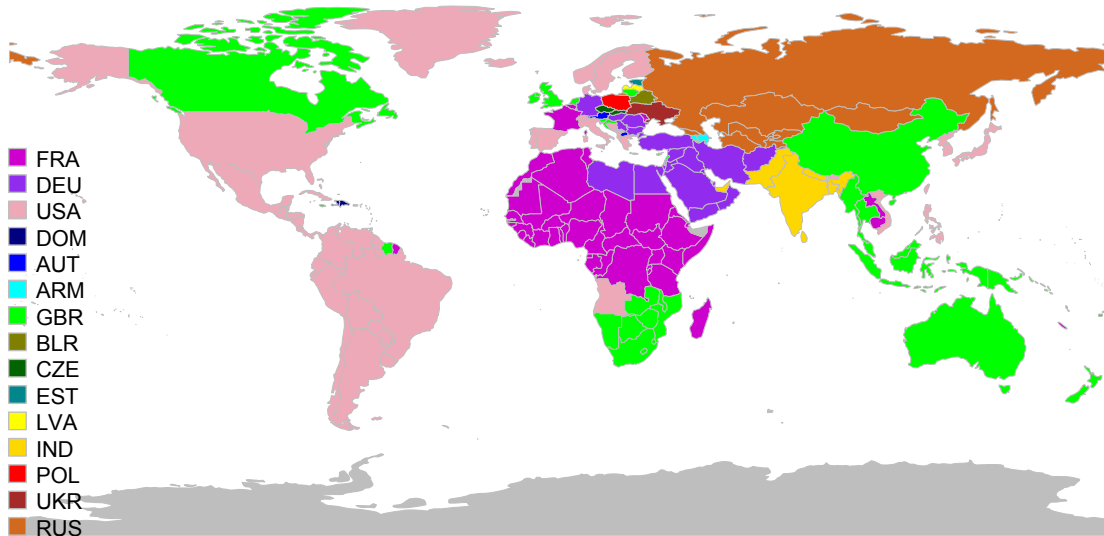 FRA
DEU
USA
DOM
AUT
ARM
GBR
BLR
CZE
EST
LVA
IND
POL
UKR
RUS